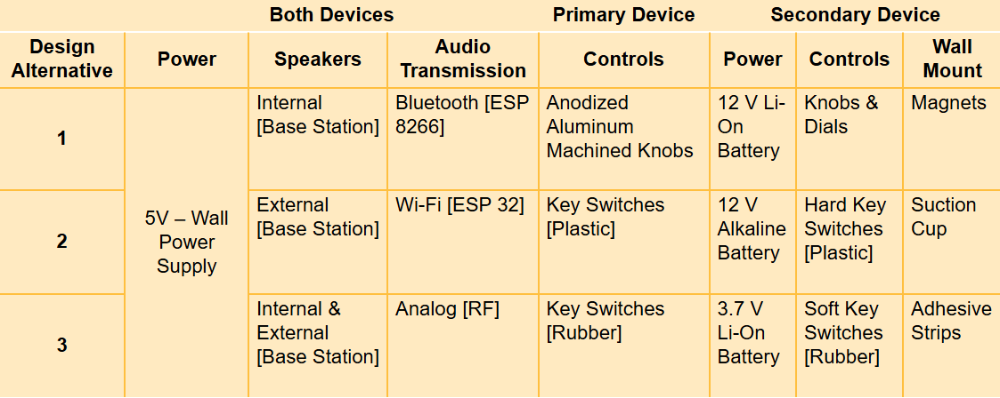 Both Devices
Primary Device
Secondary Device
Design
Alternative
Power
Speakers
Audio
Transmission
Controls
Power
Controls
Wall
Mount
1
5V – Wall
Power
Supply
Internal
[Base Station]
Bluetooth [ESP
8266]
Anodized
Aluminum
Machined Knobs
12 V Li-
On
Battery
Knobs &
Dials
Magnets
2
External
[Base Station]
Wi-Fi [ESP 32]
Key Switches
[Plastic]
12 V
Alkaline
Battery
Hard Key
Switches
[Plastic]
Suction
Cup
3
Internal &
External
[Base Station]
Analog [RF]
Key Switches
[Rubber]
3.7 V
Li-On
Battery
Soft Key
Switches
[Rubber]
Adhesive
Strips